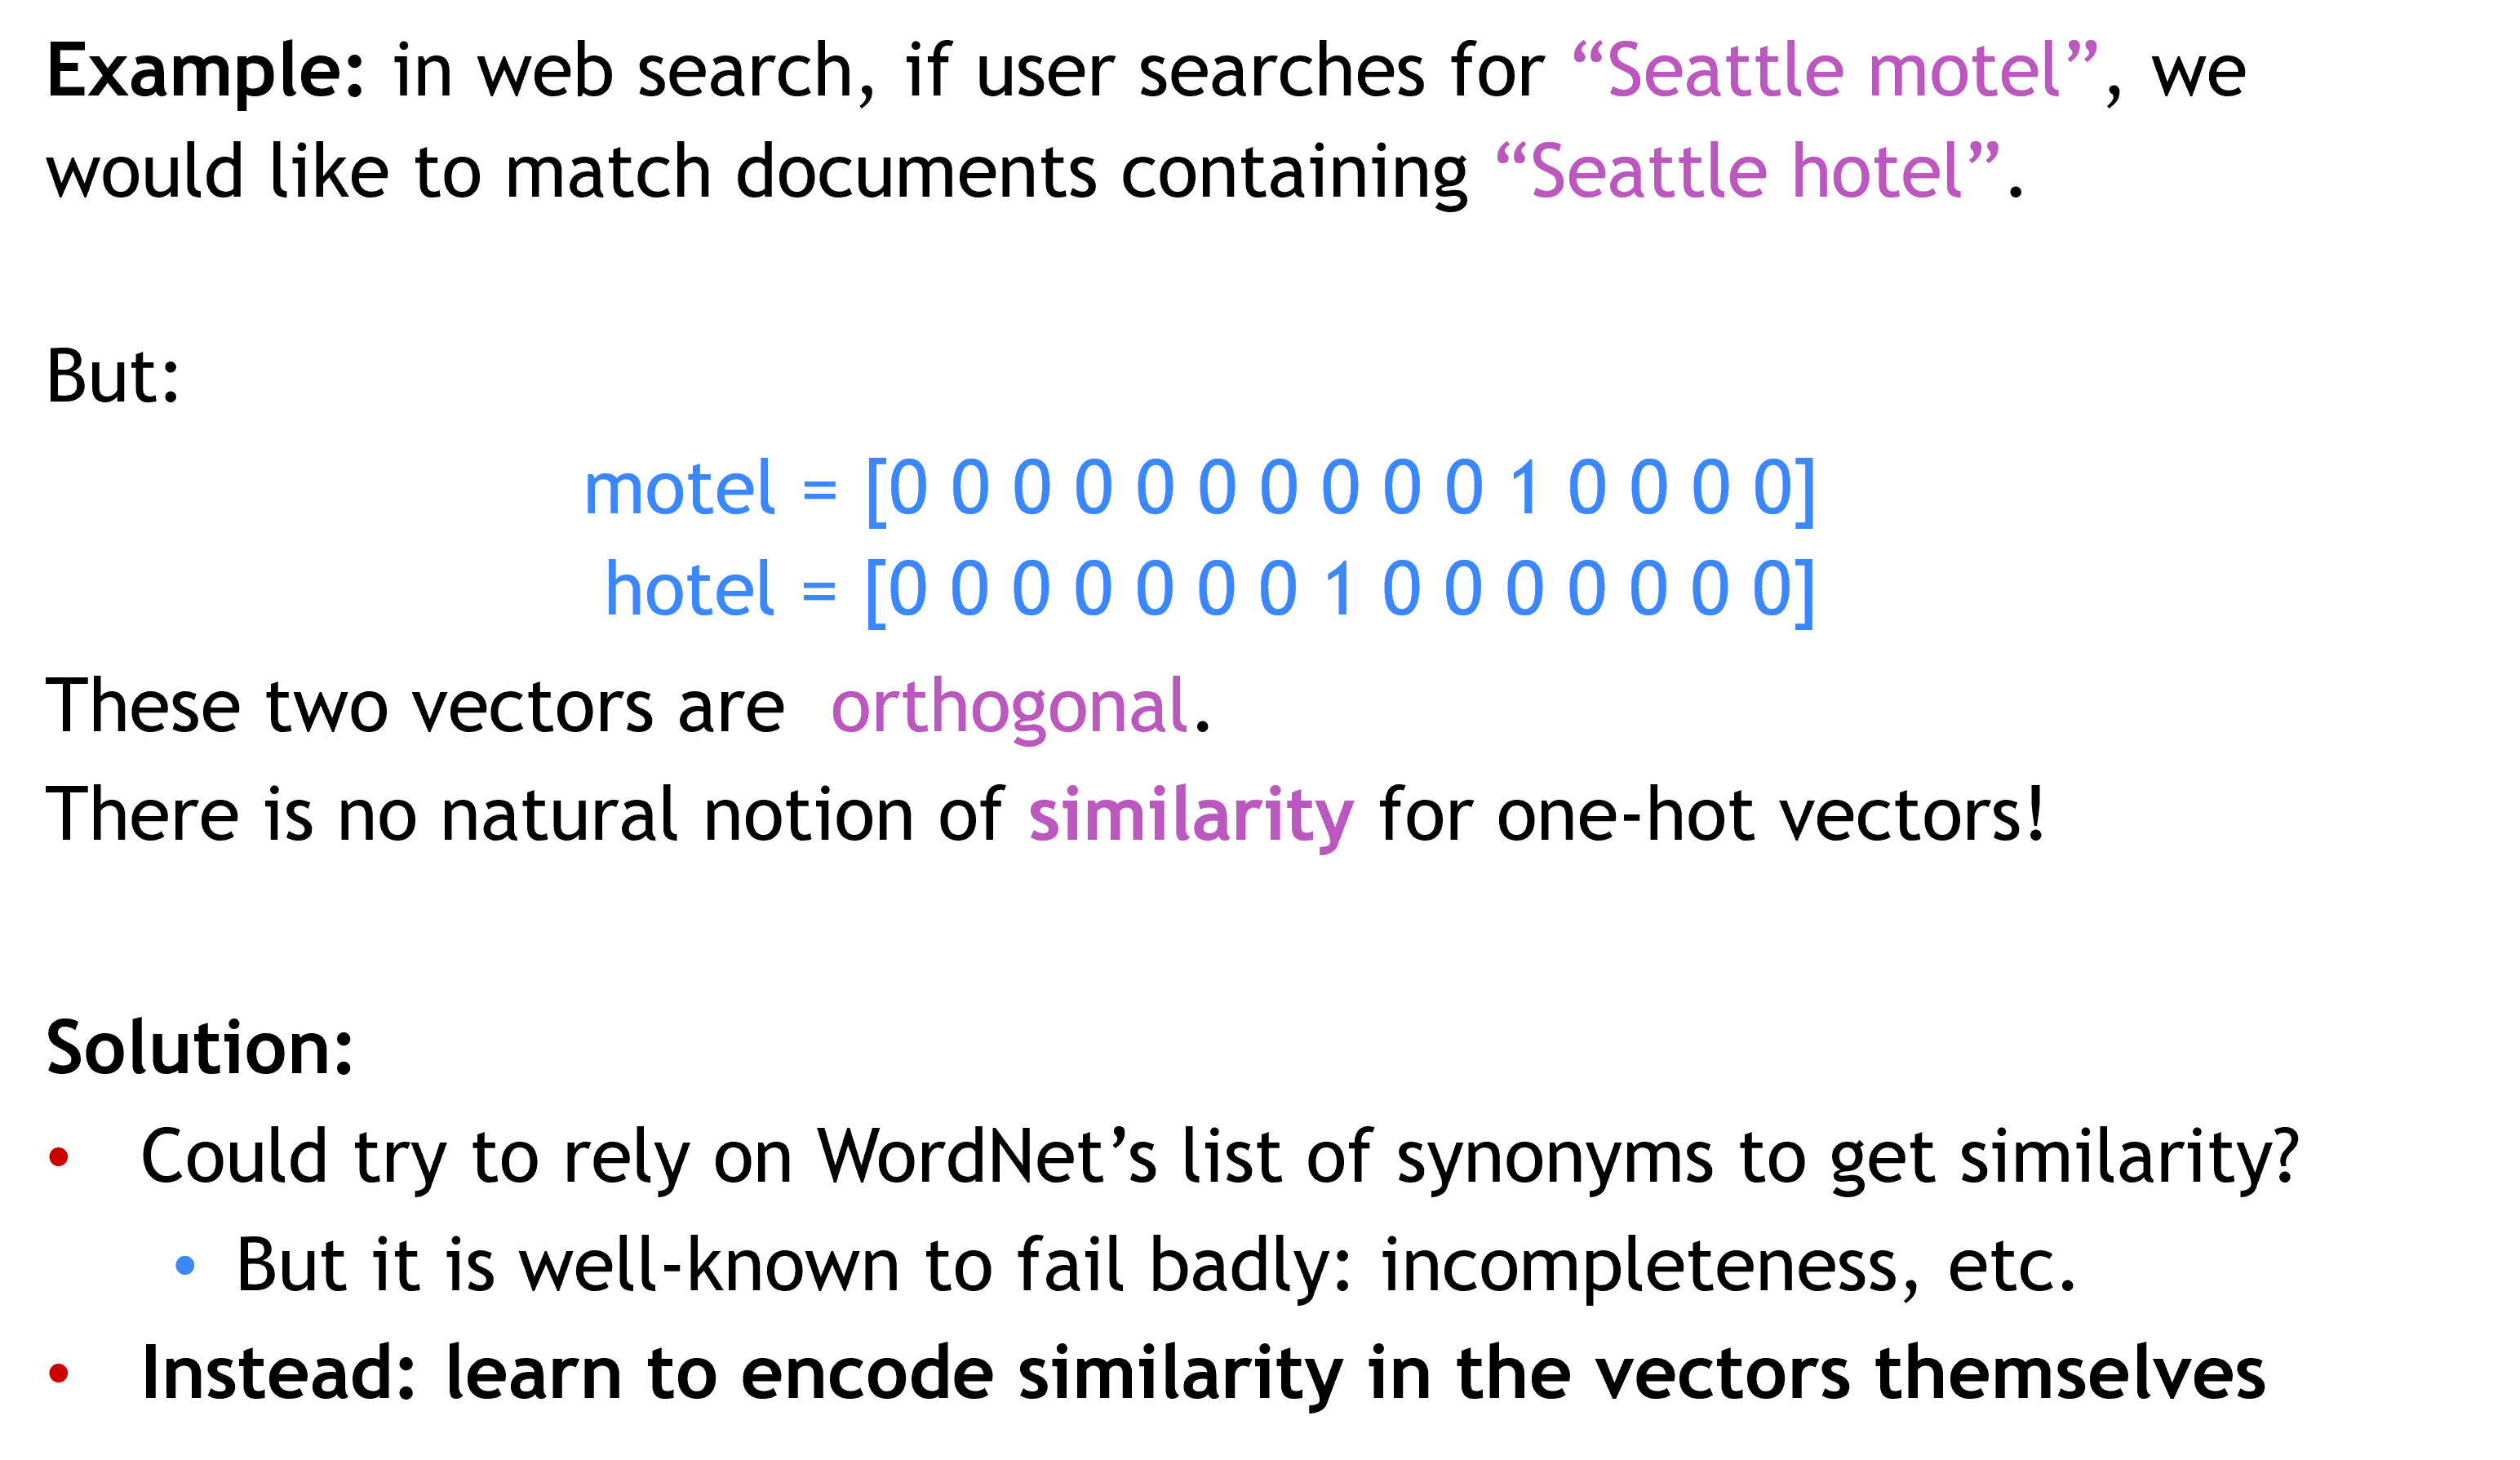 Example: in web search, if user searches for “Seattle motel”, we
would like to match documents containing “Seattle hotel”.
But:
motel = [0 0 0 0 0 0 0 0 0 0 1 0 0 0 0]
hotel = [0 0 0 0 0 0 0 1 0 0 0 0 0 0 0]
These two vectors are orthogonal.
There is no natural notion of similarity for one-hot vectors!
Solution:
• Could try to rely on WordNet’s list of synonyms to get similarity?
• But it is well-known to fail badly: incompleteness, etc.
• Instead: learn to encode similarity in the vectors themselves